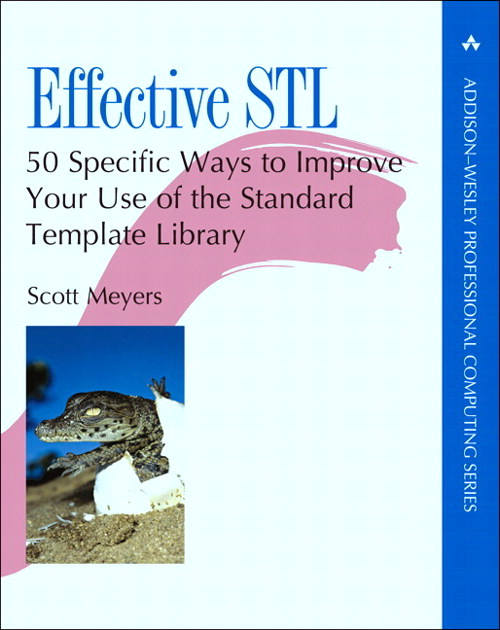 Effective STL
50 Specific Ways to Improve
Your Use of the Standard
Template Library
Scott Meyers
ADDISON–WESLEY PROFESSIONAL COMPUTING SERIES